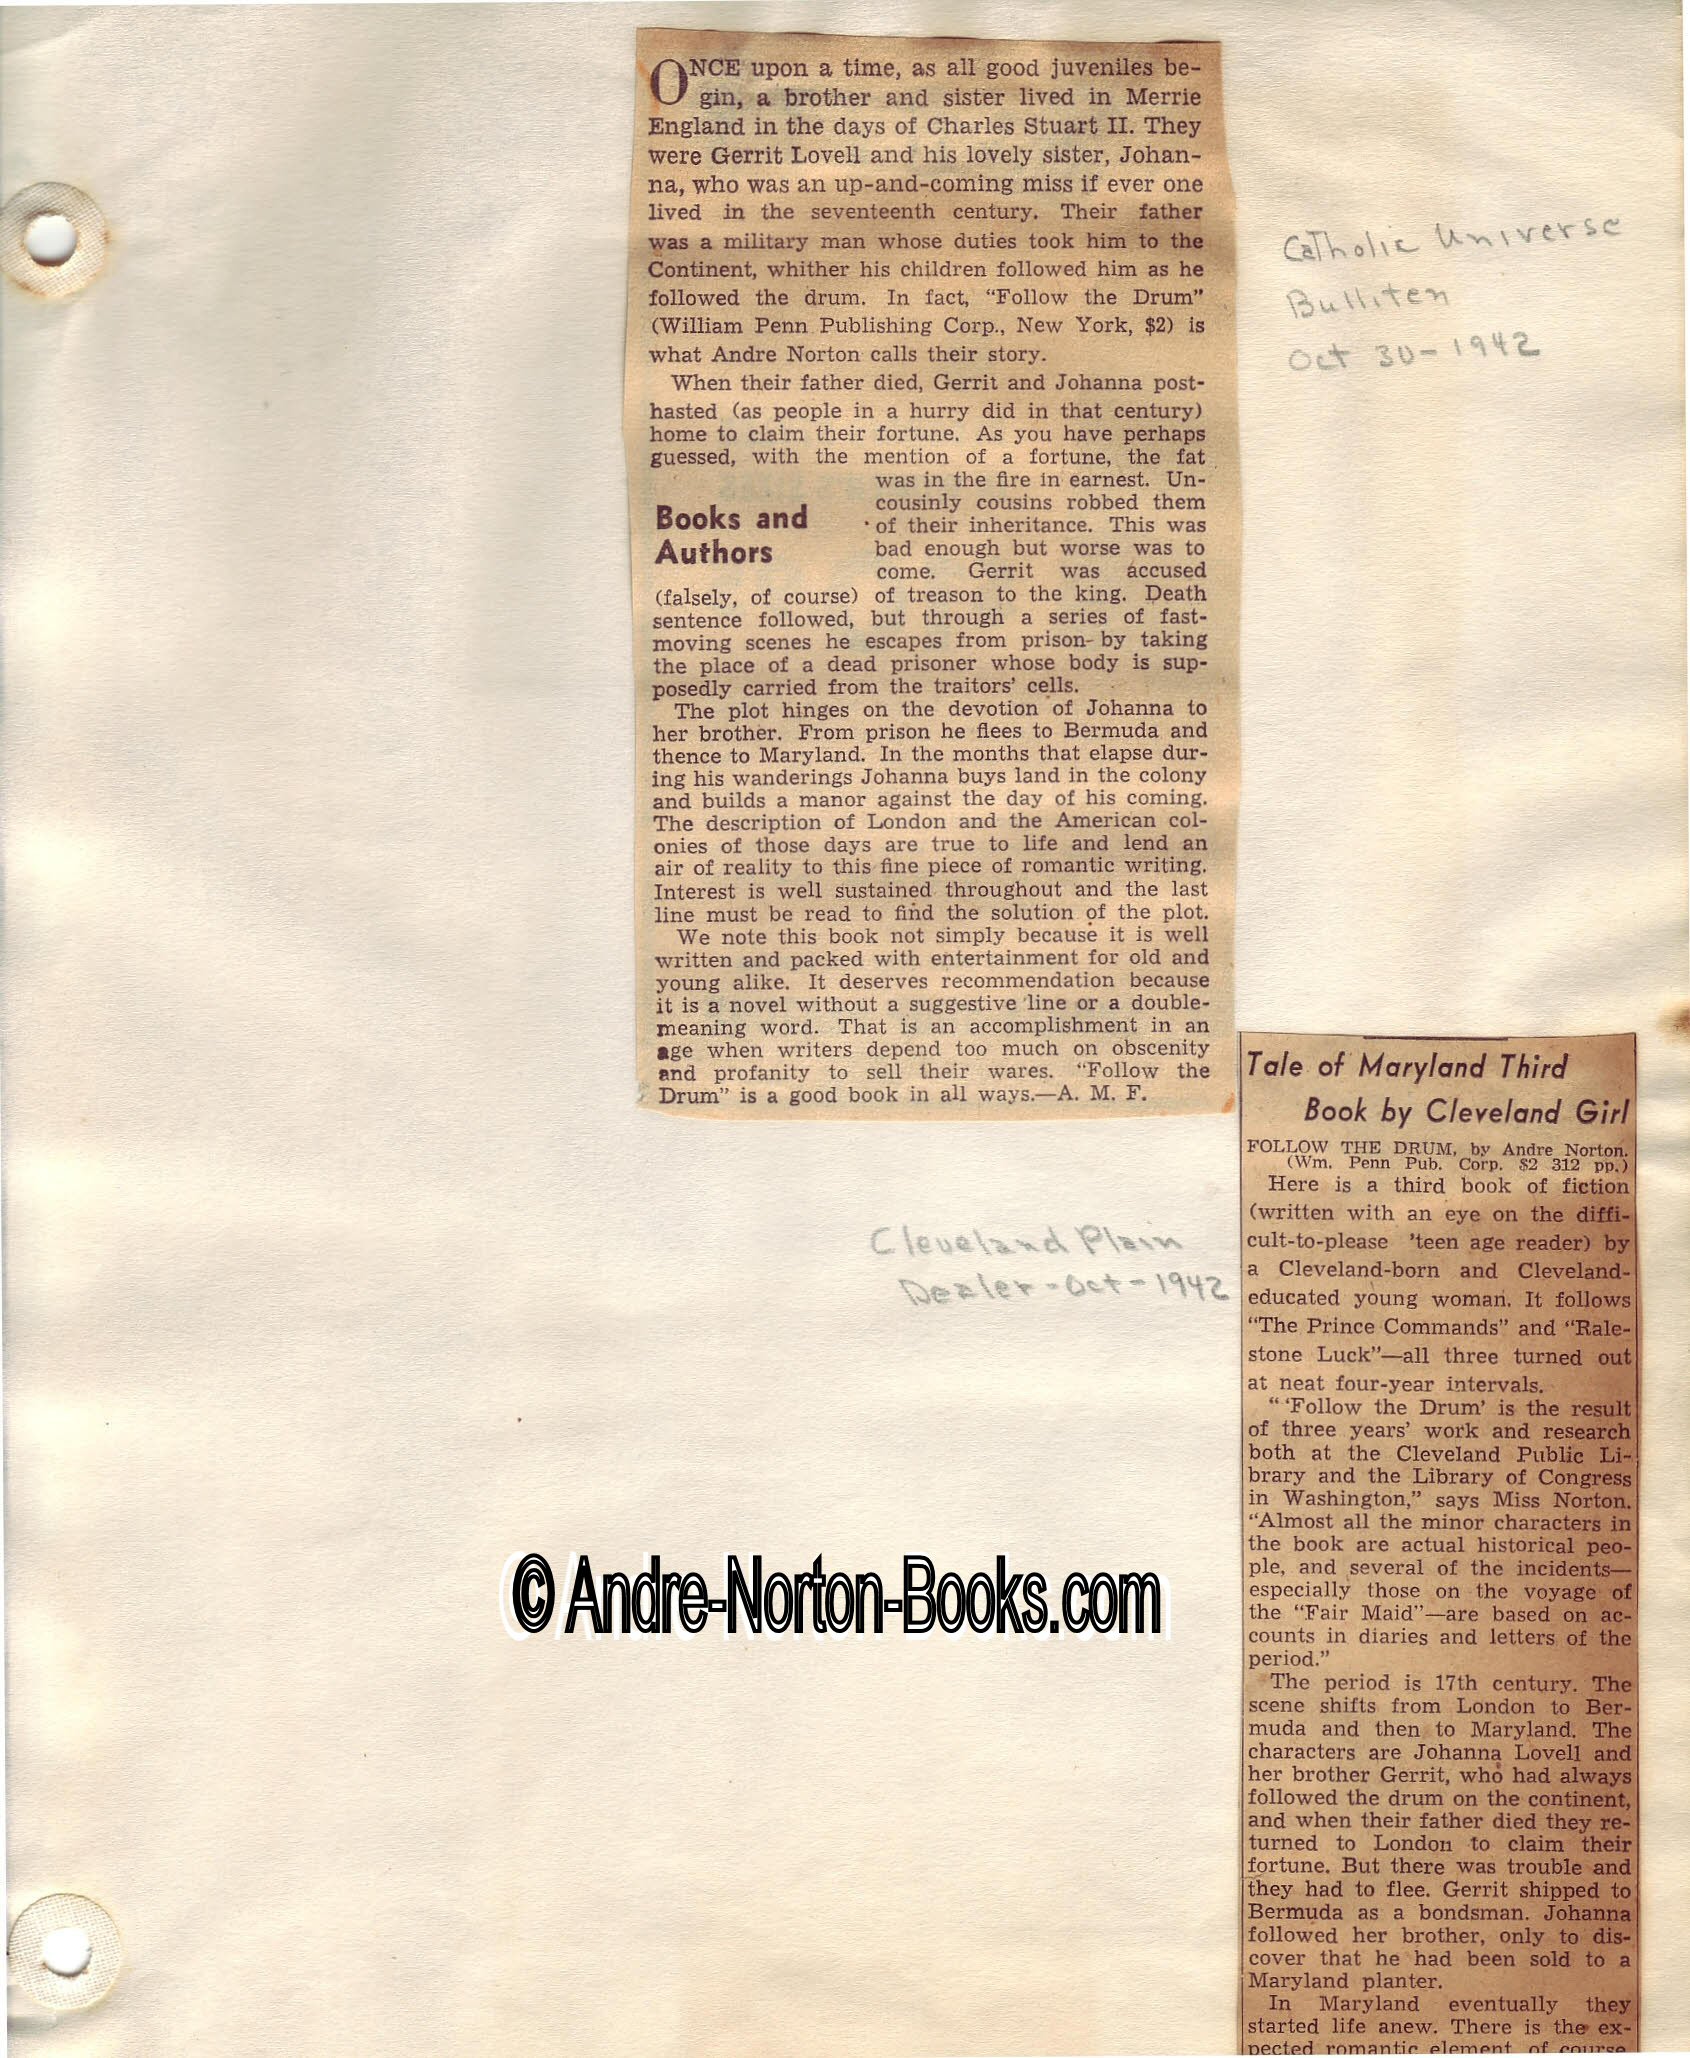 ONCE upon a time, as all good juveniles be-
gin, a brother and sister lived in Merrie
England in the days of Charles Stuart II. They
were Gerrit Lovell and his lovely sister, Johan-
na, who was an up-and-coming miss if ever one
lived in the seventeenth century. Their father
was a military man whose duties took him to the
Continent, whither his children followed him as he
followed the drum. In fact, “Follow the Drum”
(William Penn Publishing Corp., New York, $2) is
what Andre Norton calls their story.
When their father died, Gerrit and Johanna post-
hasted (as people in a hurry did in that century)
home to claim their fortune. As you have perhaps
guessed, with the mention of a fortune, the fat
was in the fire in earnest. Un-
cousinly cousins robbed them
of their inheritance. This was
bad enough but worse was to
come. Gerrit was accused
Books and
Authors
(falsely, of course) of treason to the king. Death
sentence followed, but through a series of fast-
moving scenes he escapes from prison by taking
the place of a dead prisoner whose body is sup-
posedly carried from the traitors' cells.
The plot hinges on the devotion of Johanna to
her brother. From prison he flees to Bermuda and
thence to Maryland. In the months that elapse dur-
ing his wanderings Johanna buys land in the colony
and builds a manor against the day of his coming.
The description of London and the American col-
onies of those days are true to life and lend an
air of reality to this fine piece of romantic writing.
Interest is well sustained throughout and the last
line must be read to find the solution of the plot.
We note this book not simply because it is well
written and packed with entertainment for old and
young alike. It deserves recommendation because
it is a novel without a suggestive line or a double-
meaning word. That is an accomplishment in an
age when writers depend too much on obscenity
and profanity to sell their wares. “Follow the
Drum” is a good book in all ways.—A. M. F.
Catholic Universe
Bulliten
Oct 30-1942
Cleveland Plain
Dealer-Oct-1942
Tale of Maryland Third
Book by Cleveland Girl
FOLLOW THE DRUM, by Andre Norton.
(Wm. Penn Pub. Corp. $2 312 pp.)
Here is a third book of fiction
(written with an eye on the diffi-
cult-to-please 'teen age reader) by
a Cleveland-born and Cleveland-
educated young woman. It follows
“The Prince Commands” and “Rale-
stone Luck”—all three turned out
at neat four-year intervals.
“ 'Follow the Drum' is the result
of three years' work and research
both at the Cleveland Public Li-
brary and the Library of Congress
in Washington,” says Miss Norton.
“Almost all the minor characters in
the book are actual historical peo-
ple, and several of the incidents—
especially those on the voyage of
the “Fair Maid”—are based on ac-
counts in diaries and letters of the
period.”
The period is 17th century. The
scene shifts from London to Ber-
muda and then to Maryland. The
characters are Johanna Lovell and
her brother Gerrit, who had always
followed the drum on the continent,
and when their father died they re-
turned to London to claim their
fortune. But there was trouble and
they had to flee. Gerrit shipped to
Bermuda as a bondsman. Johanna
followed her brother, only to dis-
cover that he had been sold to a
Maryland planter.
In Maryland eventually they
started life anew. There is the ex-
pected romantic element, of course,
© Andre-Norton-Books.com